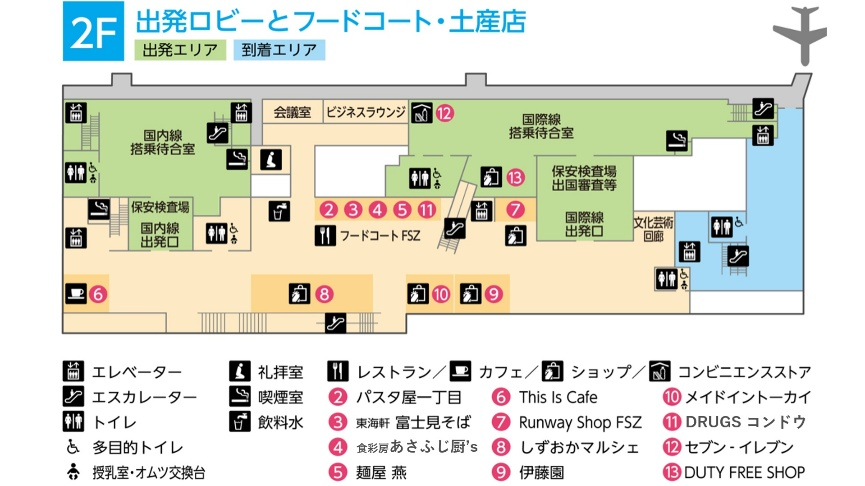 2F 出発ロビーとフードコート・土産店
出発エリア 到着エリア
会議室 ビジネスラウンジ
12
国内線
搭乗待合室
国際線
搭乗待合室
13
保安検査場
出国審査等
国際線
出発口
保安検査場
国内線
出発口
2 3 4 5 11 7
フードコート FSZ
文化芸術
回廊
6 8 10 9
エレベーター
エスカレーター
トイレ
多目的トイレ
授乳室・オムツ交換台
礼拝室
喫煙室
飲料水
レストラン/ カフェ/ ショップ/ コンビニエンスストア
2 パスタ屋一丁目
3 東海軒 富士見そば
4 食彩房あさふじ厨's
5 麺屋 燕
6 This Is Cafe
7 Runway Shop FSZ
8 しずおかマルシェ
9 伊藤園
10 メイドイントーカイ
11 DRUGS コンドウ
12 セブン - イレブン
13 DUTY FREE SHOP